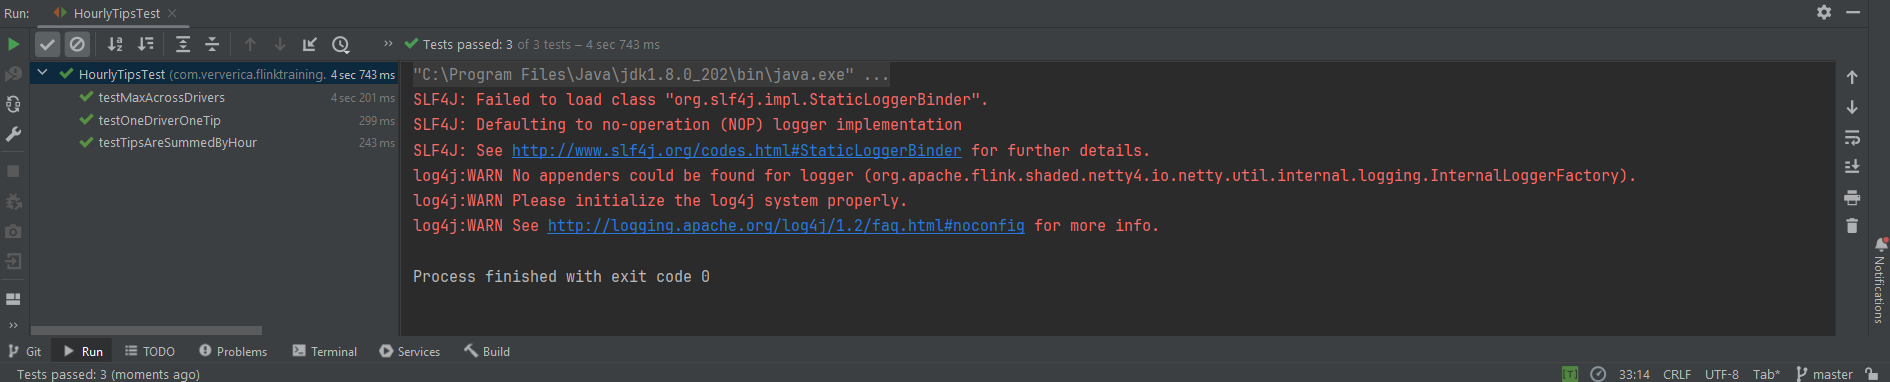 Run: HourlyTipsTest
Tests passed: 3 of 3 tests – 4 sec 743 ms
HourlyTipsTest (com.ververica.flinktraining. 4 sec 743 ms
testMaxAcrossDrivers 4 sec 201 ms
testOneDriverOneTip 299 ms
testTipsAreSummedByHour 243 ms
"C:\Program Files\Java\jdk1.8.0_202\bin\java.exe" ...
SLF4J: Failed to load class "org.slf4j.impl.StaticLoggerBinder".
SLF4J: Defaulting to no-operation (NOP) logger implementation
SLF4J: See http://www.slf4j.org/codes.html#StaticLoggerBinder for further details.
log4j:WARN No appenders could be found for logger (org.apache.flink.shaded.netty4.io.netty.util.internal.logging.InternalLoggerFactory).
log4j:WARN Please initialize the log4j system properly.
log4j:WARN See http://logging.apache.org/log4j/1.2/faq.html#noconfig for more info.
Process finished with exit code 0
Notifications
Git Run TODO Problems Terminal Services Build
Tests passed: 3 (moments ago) 33:14 CRLF UTF-8 Tab* master